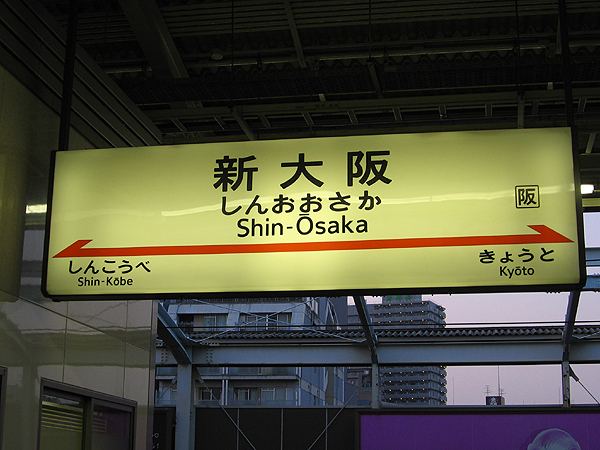 新大阪
しんおおさか
Shin-Ōsaka
阪
しんこうべ
Shin-Kōbe
きょうと
Kyōto